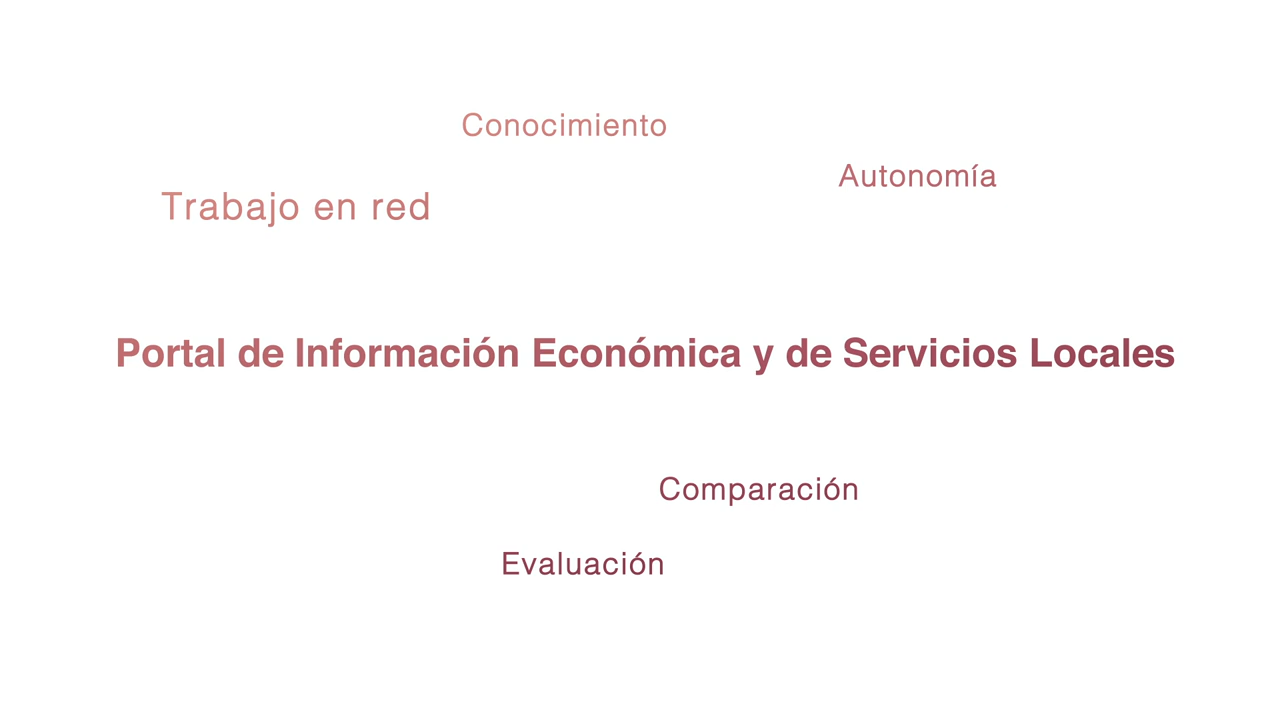 Conocimiento
Autonomía
Trabajo en red
Portal de Información Económica y de Servicios Locales
Comparación
Evaluación